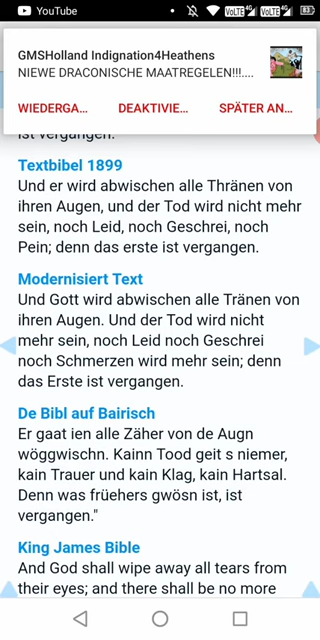 YouTube
VoLTE 4G VoLTE 4G 83
GMSHolland Indignation4Heathens
NIEWE DRACONISCHE MAATREGELEN!!!....
WIEDERGA... DEAKTIVIE... SPÄTER AN...
ist vergangen.
Textbibel 1899
Und er wird abwischen alle Thränen von
ihren Augen, und der Tod wird nicht mehr
sein, noch Leid, noch Geschrei, noch
Pein; denn das erste ist vergangen.
Modernisiert Text
Und Gott wird abwischen alle Tränen von
ihren Augen. Und der Tod wird nicht
mehr sein, noch Leid noch Geschrei
noch Schmerzen wird mehr sein; denn
das Erste ist vergangen.
De Bibl auf Bairisch
Er gaat ien alle Zäher von de Augn
wöggwischn. Kainn Tood geit s niemer,
kain Trauer und kain Klag, kain Hartsal.
Denn was früehers gwösn ist, ist
vergangen."
King James Bible
And God shall wipe away all tears from
their eyes; and there shall be no more